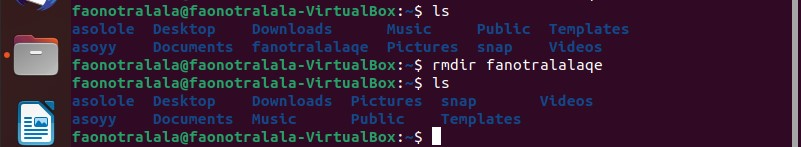 faonotralala@faonotralala-VirtualBox:~$ ls
asolole Desktop Downloads Music Public Templates
asoyy Documents fanotralalaqe Pictures snap Videos
faonotralala@faonotralala-VirtualBox:~$ rmdir fanotralalaqe
faonotralala@faonotralala-VirtualBox:~$ ls
asolole Desktop Downloads Pictures snap Videos
asoyy Documents Music Public Templates
faonotralala@faonotralala-VirtualBox:~$